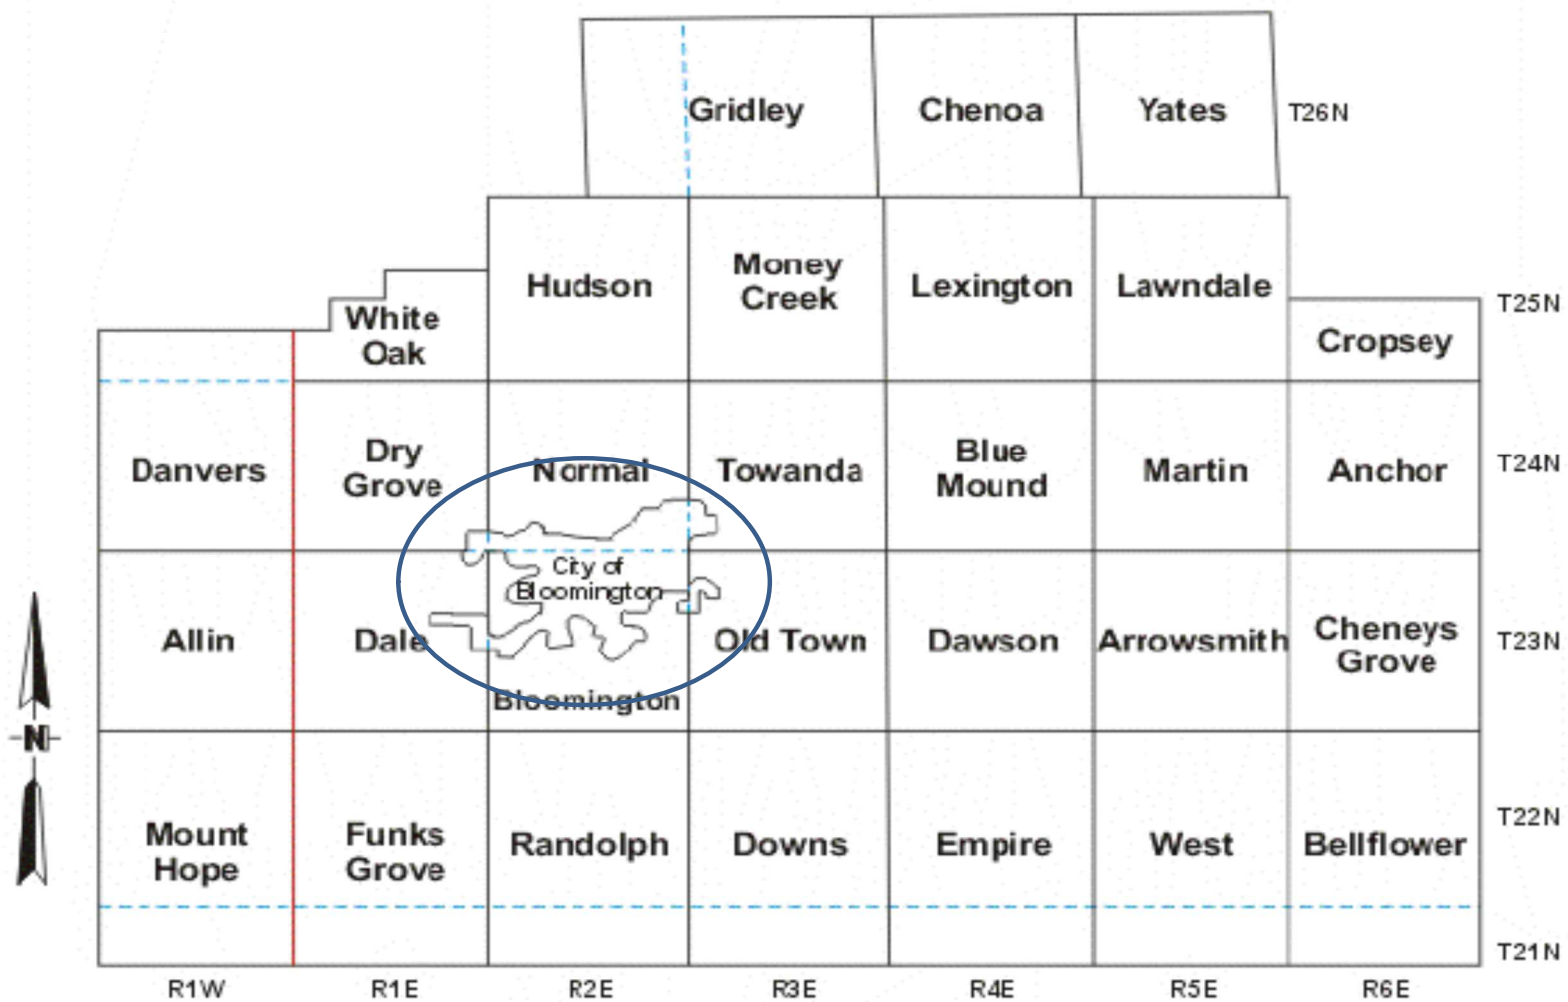 Gridley
Chenoa
Yates
T26N
Hudson
Money
Creek
Lexington
Lawndale
T25N
White
Oak
Cropsey
Danvers
Dry
Grove
Normal
Towanda
Blue
Mound
Martin
Anchor
T24N
City of
Bloomington
Allin
Dale
Old Town
Dawson
Arrowsmith
Cheneys
Grove
T23N
Bloomington
N
Mount
Hope
Funks
Grove
Randolph
Downs
Empire
West
Bellflower
T22N
T21N
R1W
R1E
R2E
R3E
R4E
R5E
R6E